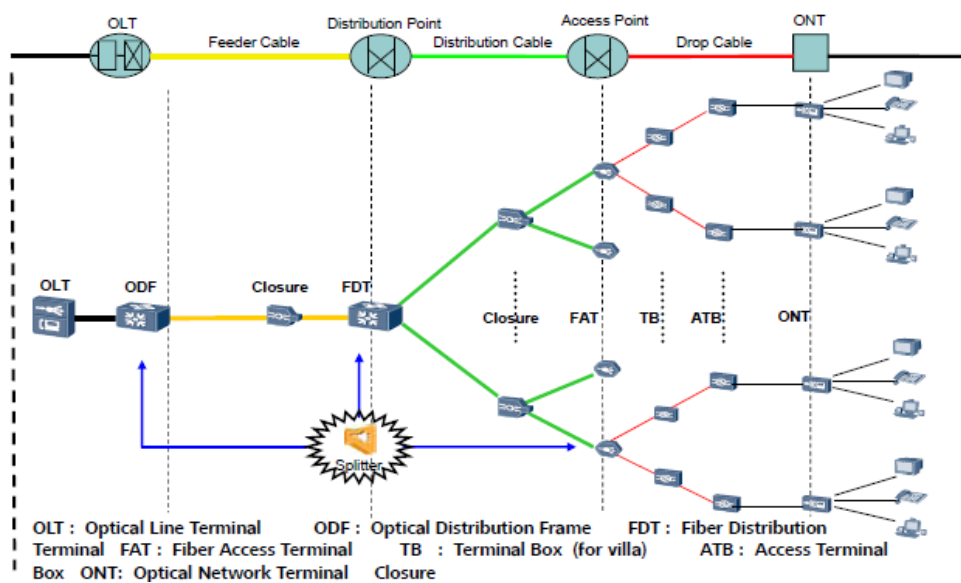 OLT Distribution Point Access Point ONT
Feeder Cable Distribution Cable Drop Cable
OLT ODF Closure FDT Closure FAT TB ATB ONT
Splitter
OLT : Optical Line Terminal ODF : Optical Distribution Frame FDT : Fiber Distribution
Terminal FAT : Fiber Access Terminal TB : Terminal Box (for villa) ATB : Access Terminal
Box ONT: Optical Network Terminal Closure